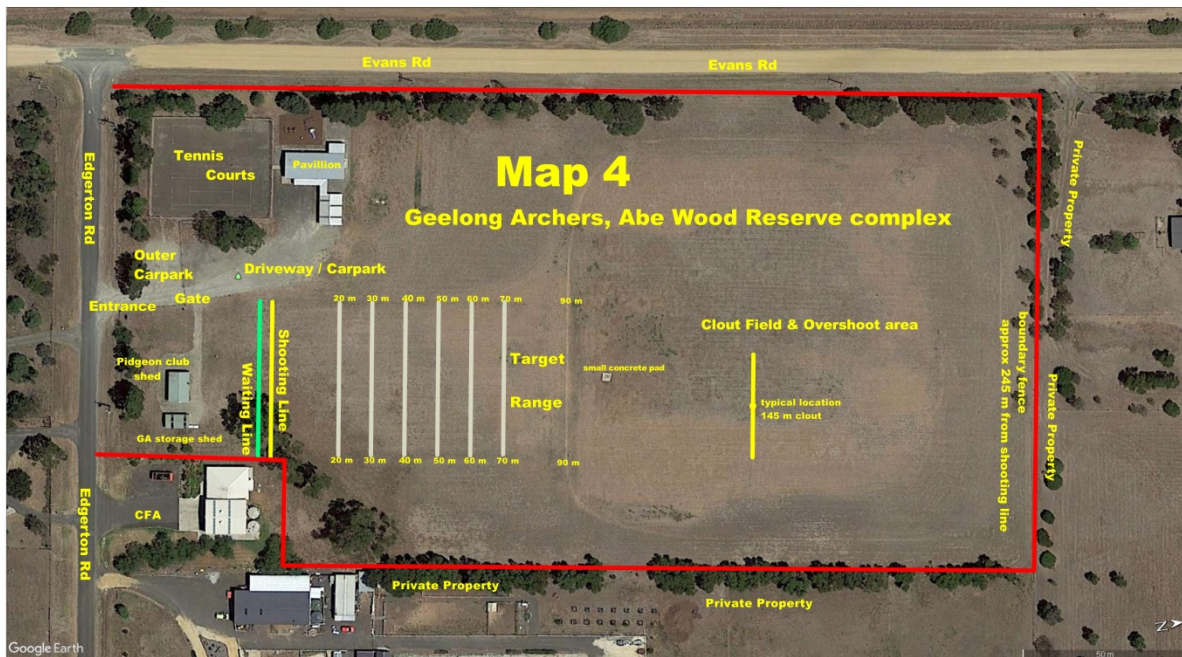 Evans Rd
Evans Rd
Edgerton Rd
Tennis
Courts
Pavillion
Map 4
Geelong Archers, Abe Wood Reserve complex
Private Property
Outer
Carpark
Driveway / Carpark
Entrance
Gate
20 m
30 m
40 m
50 m
60 m
70 m
90 m
Clout Field & Overshoot area
Shooting Line
Waiting Line
Pidgeon club
shed
Target
Range
small concrete pad
typical location
145 m clout
boundary fence
approx 245 m from shooting line
Private Property
GA storage shed
20 m
30 m
40 m
50 m
60 m
70 m
90 m
CFA
Edgerton Rd
Private Property
Private Property
Google Earth
N
50 m